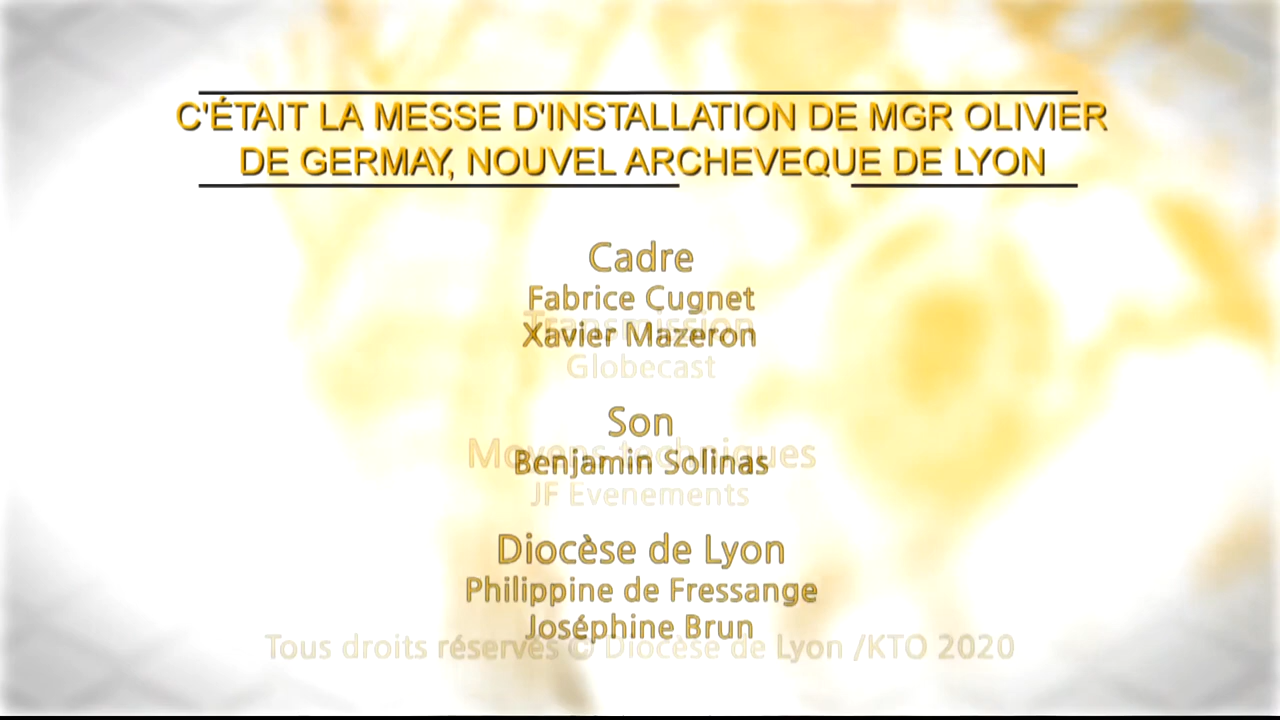 C'ÉTAIT LA MESSE D'INSTALLATION DE MGR OLIVIER
DE GERMAY, NOUVEL ARCHEVEQUE DE LYON
Cadre
Fabrice Cugnet
Transmission
Xavier Mazeron
Globecast
Son
Moyens techniques
Benjamin Solinas
JF Evenements
Diocèse de Lyon
Philippine de Fressange
Joséphine Brun
Tous droits réservés © Diocèse de Lyon /KTO 2020